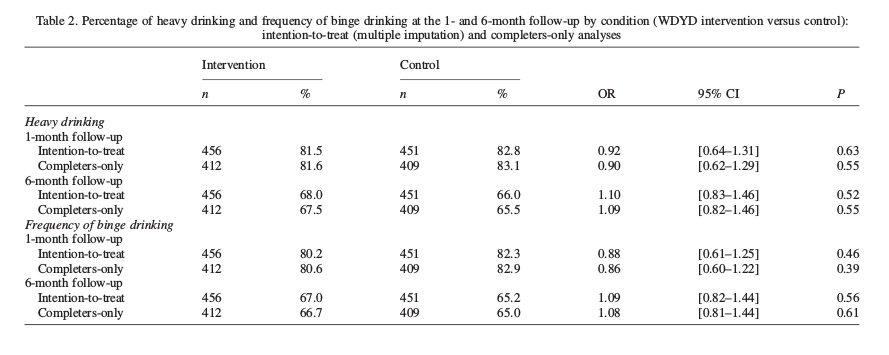 Table 2. Percentage of heavy drinking and frequency of binge drinking at the 1- and 6-month follow-up by condition (WDYD intervention versus control):
intention-to-treat (multiple imputation) and completers-only analyses
Intervention Control
n % n % OR 95% CI P
Heavy drinking
1-month follow-up
Intention-to-treat 456 81.5 451 82.8 0.92 [0.64–1.31] 0.63
Completers-only 412 81.6 409 83.1 0.90 [0.62–1.29] 0.55
6-month follow-up
Intention-to-treat 456 68.0 451 66.0 1.10 [0.83–1.46] 0.52
Completers-only 412 67.5 409 65.5 1.09 [0.82–1.46] 0.55
Frequency of binge drinking
1-month follow-up
Intention-to-treat 456 80.2 451 82.3 0.88 [0.61–1.25] 0.46
Completers-only 412 80.6 409 82.9 0.86 [0.60–1.22] 0.39
6-month follow-up
Intention-to-treat 456 67.0 451 65.2 1.09 [0.82–1.44] 0.56
Completers-only 412 66.7 409 65.0 1.08 [0.81–1.44] 0.61